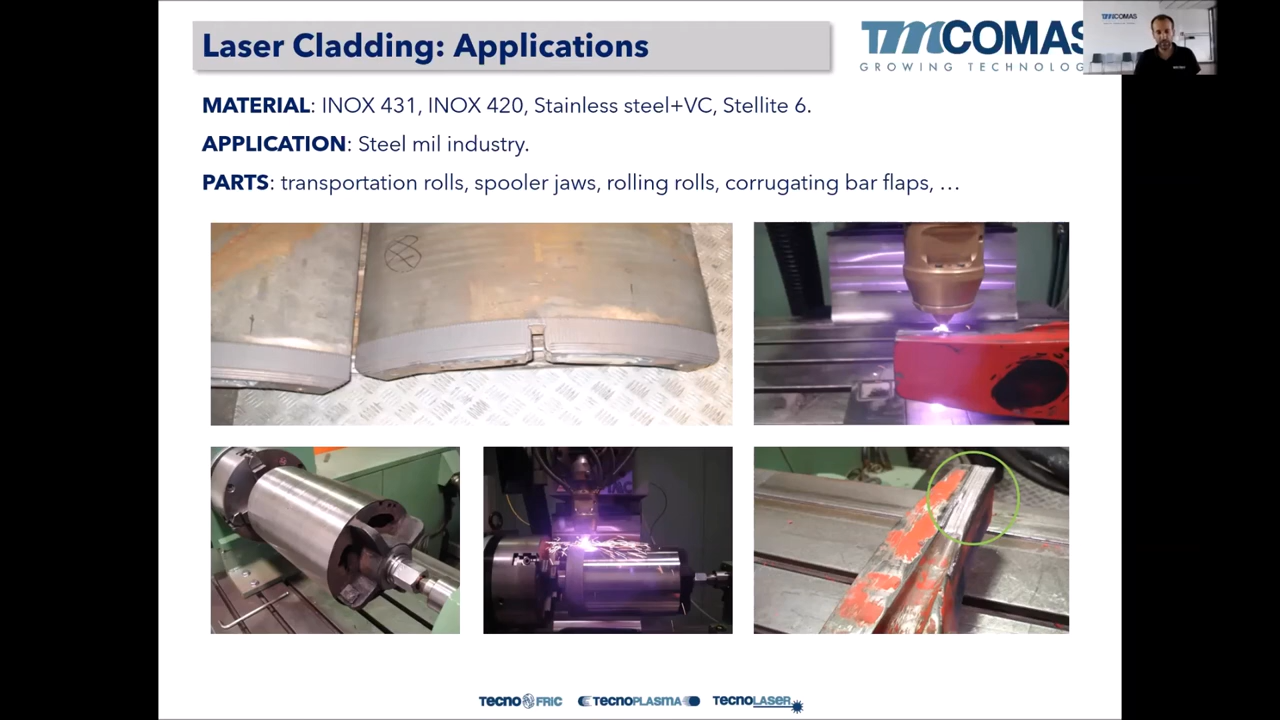 Laser Cladding: Applications
TMCOMAS
GROWING TECHNOLOG
TMCOMAS
MATERIAL: INOX 431, INOX 420, Stainless steel+VC, Stellite 6.
APPLICATION: Steel mil industry.
PARTS: transportation rolls, spooler jaws, rolling rolls, corrugating bar flaps, …
TECNOFRIC TECNOPLASMA TECNOLASER